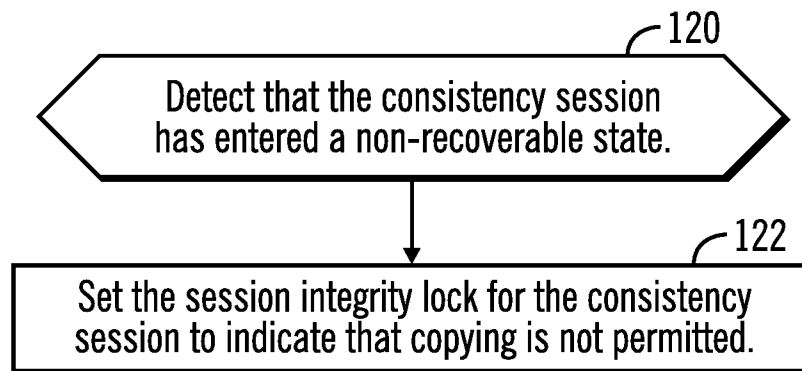 120
Detect that the consistency session
has entered a non-recoverable state.
122
Set the session integrity lock for the consistency
session to indicate that copying is not permitted.